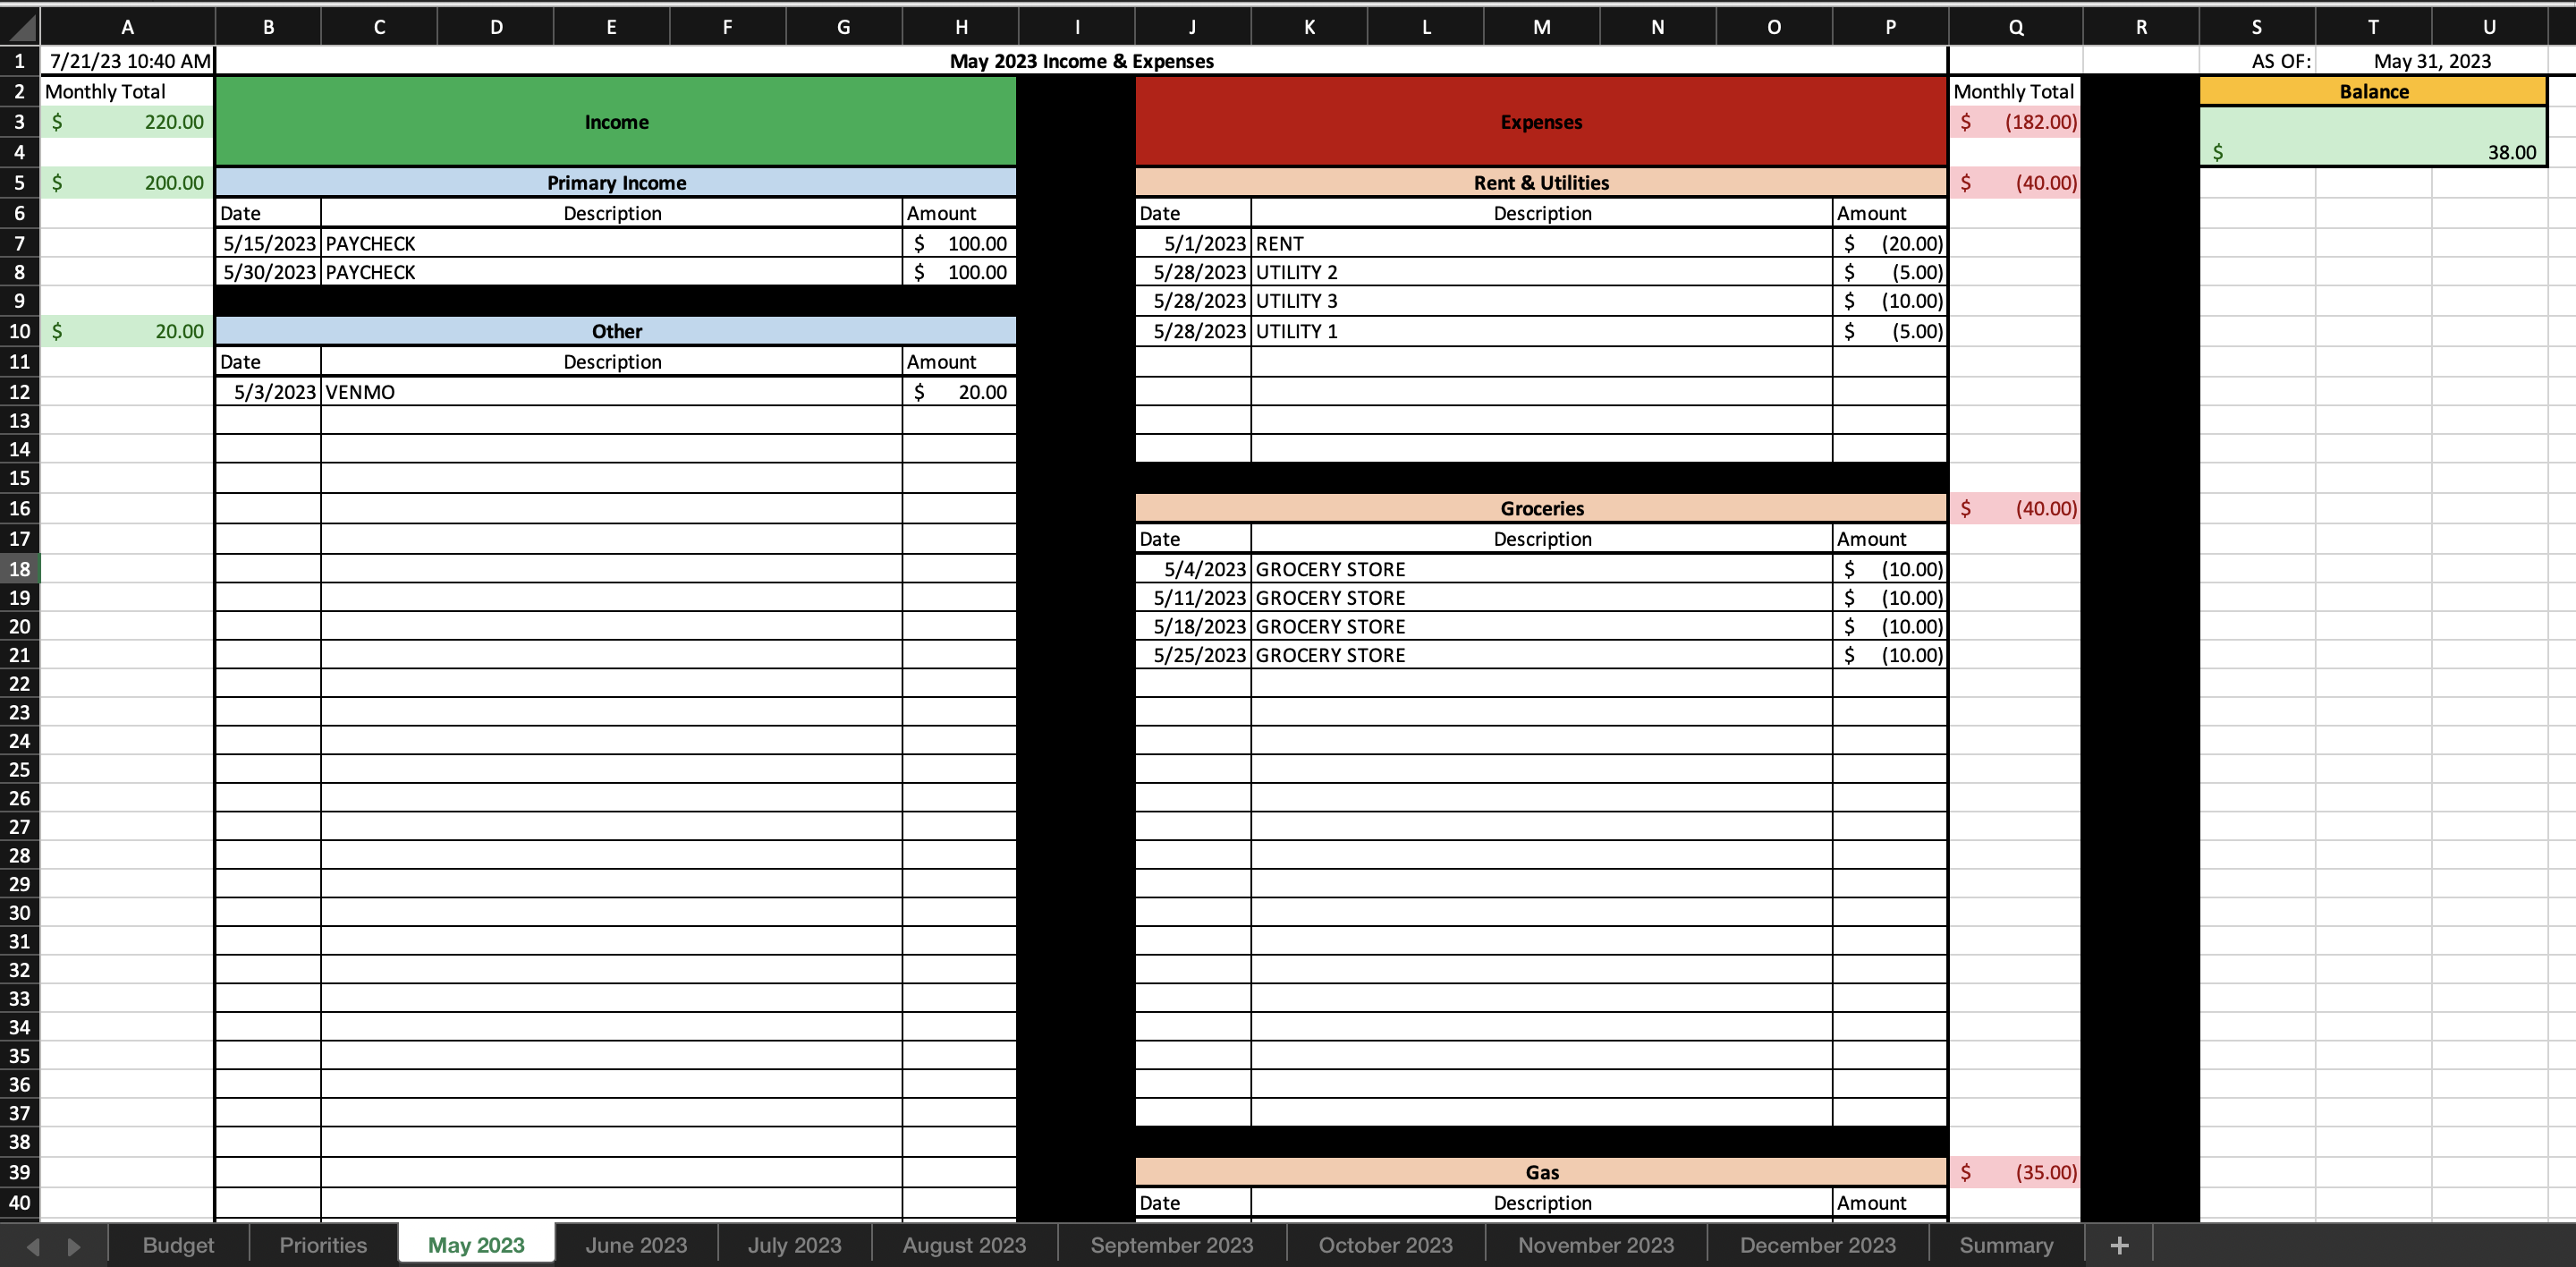 A B C D E F G H I J K L M N O P Q R S T U
1 7/21/23 10:40 AM May 2023 Income & Expenses AS OF: May 31, 2023
2 Monthly Total Monthly Total Balance
3 $ 220.00 Income Expenses $ (182.00)
4 $ 38.00
5 $ 200.00 Primary Income Rent & Utilities $ (40.00)
6 Date Description Amount Date Description Amount
7 5/15/2023 PAYCHECK $ 100.00 5/1/2023 RENT $ (20.00)
8 5/30/2023 PAYCHECK $ 100.00 5/28/2023 UTILITY 2 $ (5.00)
9 5/28/2023 UTILITY 3 $ (10.00)
10 $ 20.00 Other 5/28/2023 UTILITY 1 $ (5.00)
11 Date Description Amount
12 5/3/2023 VENMO $ 20.00
13
14
15
16 Groceries $ (40.00)
17 Date Description Amount
18 5/4/2023 GROCERY STORE $ (10.00)
19 5/11/2023 GROCERY STORE $ (10.00)
20 5/18/2023 GROCERY STORE $ (10.00)
21 5/25/2023 GROCERY STORE $ (10.00)
22
23
24
25
26
27
28
29
30
31
32
33
34
35
36
37
38
39 Gas $ (35.00)
40 Date Description Amount
Budget Priorities May 2023 June 2023 July 2023 August 2023 September 2023 October 2023 November 2023 December 2023 Summary +